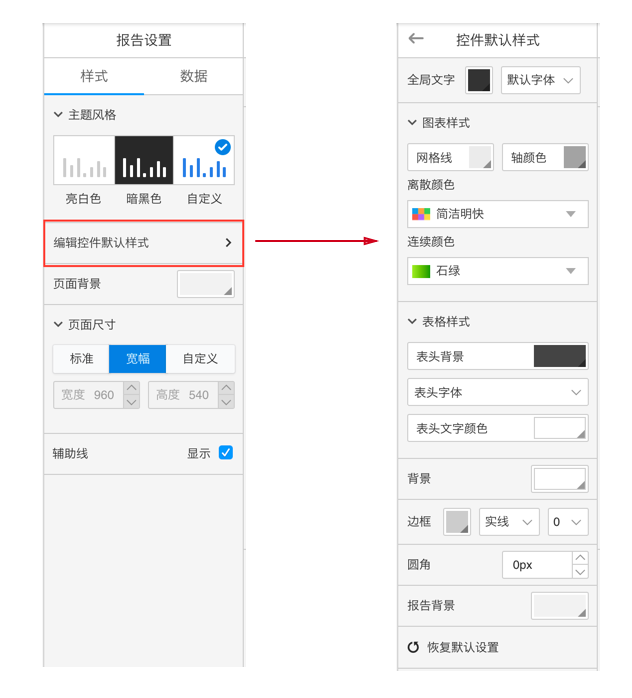 报告设置
样式 数据
主题风格
亮白色 暗黑色 自定义
编辑控件默认样式
页面背景
页面尺寸
标准 宽幅 自定义
宽度 960 高度 540
辅助线 显示
控件默认样式
全局文字 默认字体
图表样式
网格线 轴颜色
离散颜色
简洁明快
连续颜色
石绿
表格样式
表头背景
表头字体
表头文字颜色
背景
边框 实线 0
圆角 0px
报告背景
恢复默认设置